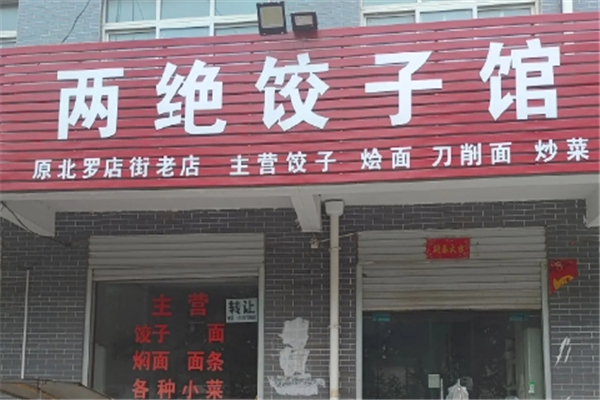 两绝饺子馆
原北罗店街老店 主营饺子 烩面 刀削面 炒菜
转让
主营
饺子 面
焖面 面条
各种小菜